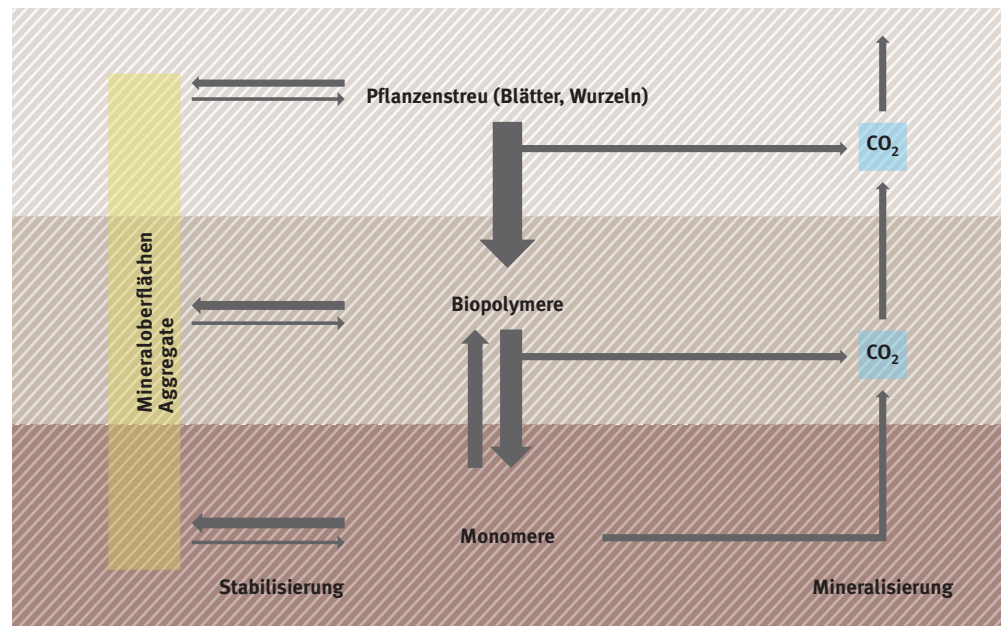 Pflanzenstreu (Blätter, Wurzeln)
CO₂
Mineraloberflächen
Aggregate
Biopolymere
CO₂
Monomere
Stabilisierung
Mineralisierung